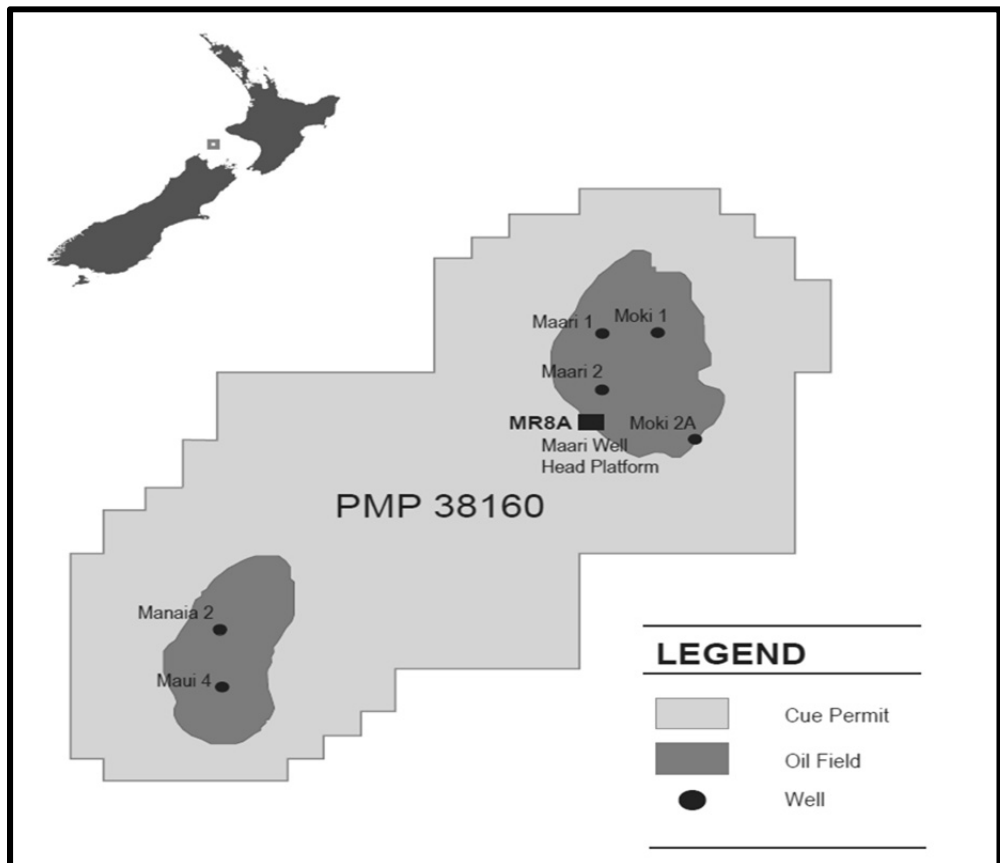 Maari 1
Moki 1
Maari 2
MR8A
Moki 2A
Maari Well
Head Platform
PMP 38160
Manaia 2
Maui 4
LEGEND
Cue Permit
Oil Field
Well